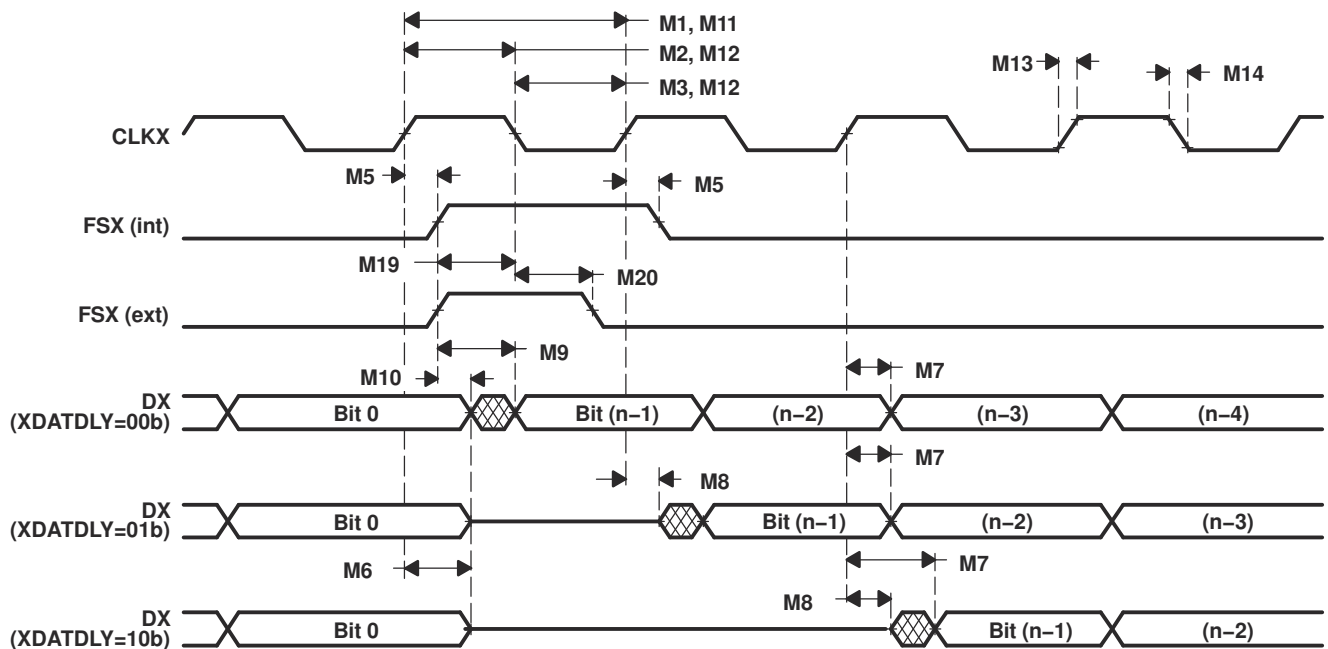 M1, M11
M2, M12
M13
M14
M3, M12
CLKX
M5
M5
FSX (int)
M19
M20
FSX (ext)
M9
M10
M7
DX
(XDATDLY=00b)
Bit 0
Bit (n−1)
(n−2)
(n−3)
(n−4)
M7
M8
DX
(XDATDLY=01b)
Bit 0
Bit (n−1)
(n−2)
(n−3)
M6
M7
M8
DX
(XDATDLY=10b)
Bit 0
Bit (n−1)
(n−2)